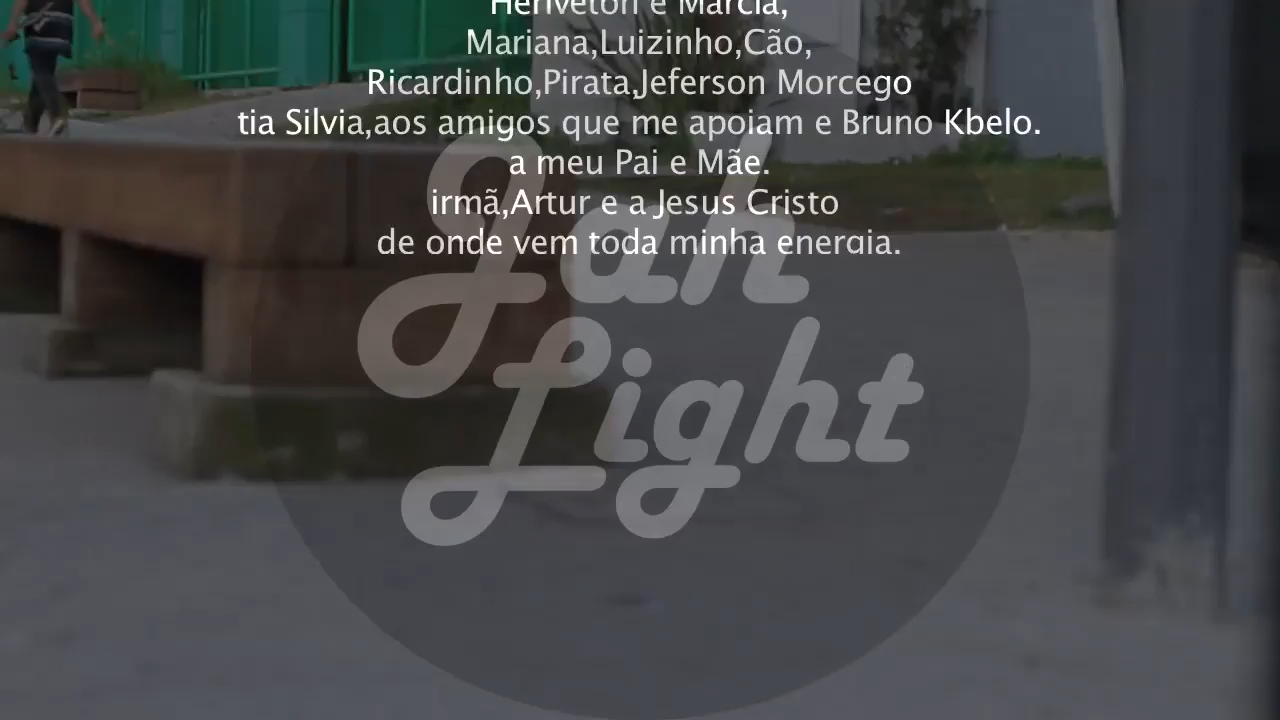 e Marcia,
Mariana,Luizinho,Cão,
Ricardinho,Pirata,Jeferson Morcego
tia Silvia,aos amigos que me apoiam e Bruno Kbelo.
a meu Pai e Mãe.
irmã,Artur e a Jesus Cristo
de onde vem toda minha energia.
Jah
Light